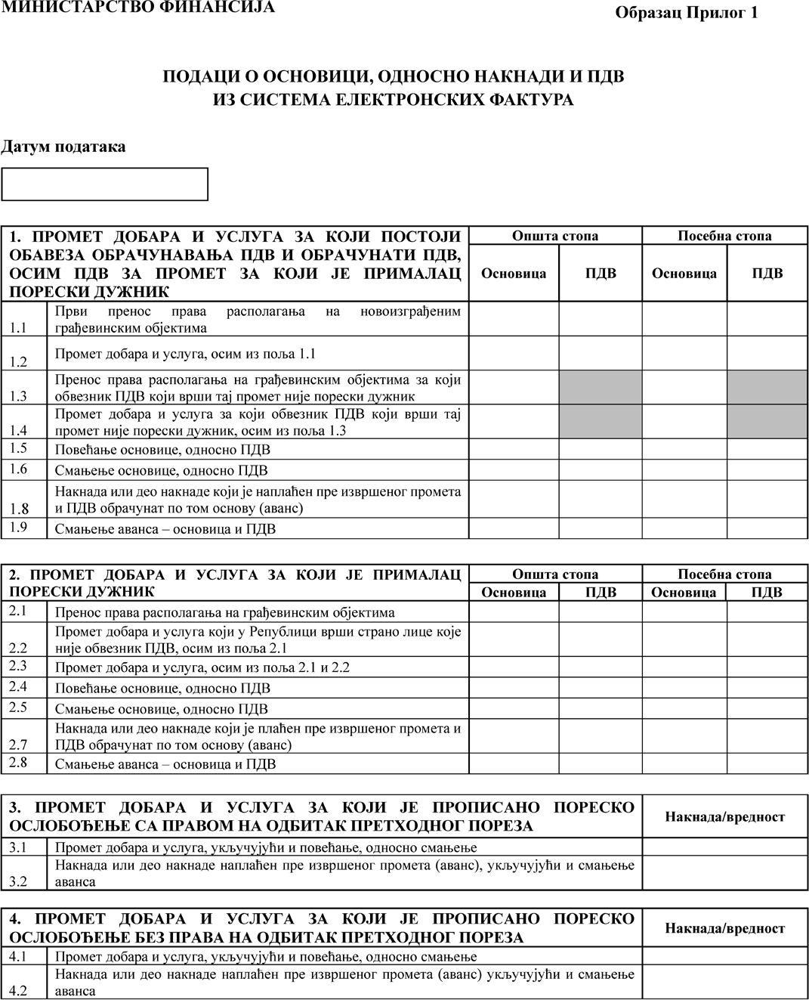 МИНИСТАРСТВО ФИНАНСИЈА
Образац Прилог 1
ПОДАЦИ О ОСНОВИЦИ, ОДНОСНО НАКНАДИ И ПДВ
ИЗ СИСТЕМА ЕЛЕКТРОНСКИХ ФАКТУРА
Датум података
1. ПРОМЕТ ДОБАРА И УСЛУГА ЗА КОЈИ ПОСТОЈИ
ОБАВЕЗА ОБРАЧУНАВАЊА ПДВ И ОБРАЧУНАТИ ПДВ,
ОСИМ ПДВ ЗА ПРОМЕТ ЗА КОЈИ ЈЕ ПРИМАЛАЦ
ПОРЕСКИ ДУЖНИК
Општа стопа
Посебна стопа
Основица
ПДВ
Основица
ПДВ
1.1
Први пренос права располагања на новоизграђеним
грађевинским објектима
1.2
Промет добара и услуга, осим из поља 1.1
1.3
Пренос права располагања на грађевинским објектима за који
обвезник ПДВ који врши тај промет није порески дужник
1.4
Промет добара и услуга за који обвезник ПДВ који врши тај
промет није порески дужник, осим из поља 1.3
1.5
Повећање основице, односно ПДВ
1.6
Смањење основице, односно ПДВ
1.8
Накнада или део накнаде који је наплаћен пре извршеног промета
и ПДВ обрачунат по том основу (аванс)
1.9
Смањење аванса – основица и ПДВ
2. ПРОМЕТ ДОБАРА И УСЛУГА ЗА КОЈИ ЈЕ ПРИМАЛАЦ
ПОРЕСКИ ДУЖНИК
Општа стопа
Посебна стопа
Основица
ПДВ
Основица
ПДВ
2.1
Пренос права располагања на грађевинским објектима
2.2
Промет добара и услуга који у Републици врши страно лице које
није обвезник ПДВ, осим из поља 2.1
2.3
Промет добара и услуга, осим из поља 2.1 и 2.2
2.4
Повећање основице, односно ПДВ
2.5
Смањење основице, односно ПДВ
2.7
Накнада или део накнаде који је плаћен пре извршеног промета и
ПДВ обрачунат по том основу (аванс)
2.8
Смањење аванса – основица и ПДВ
3. ПРОМЕТ ДОБАРА И УСЛУГА ЗА КОЈИ ЈЕ ПРОПИСАНО ПОРЕСКО
ОСЛОБОЂЕЊЕ СА ПРАВОМ НА ОДБИТАК ПРЕТХОДНОГ ПОРЕЗА
Накнада/вредност
3.1
Промет добара и услуга, укључујући и повећање, односно смањење
3.2
Накнада или део накнаде наплаћен пре извршеног промета (аванс), укључујући и смањење
аванса
4. ПРОМЕТ ДОБАРА И УСЛУГА ЗА КОЈИ ЈЕ ПРОПИСАНО ПОРЕСКО
ОСЛОБОЂЕЊЕ БЕЗ ПРАВА НА ОДБИТАК ПРЕТХОДНОГ ПОРЕЗА
Накнада/вредност
4.1
Промет добара и услуга, укључујући и повећање, односно смањење
4.2
Накнада или део накнаде наплаћен пре извршеног промета (аванс) укључујући и смањење
аванса